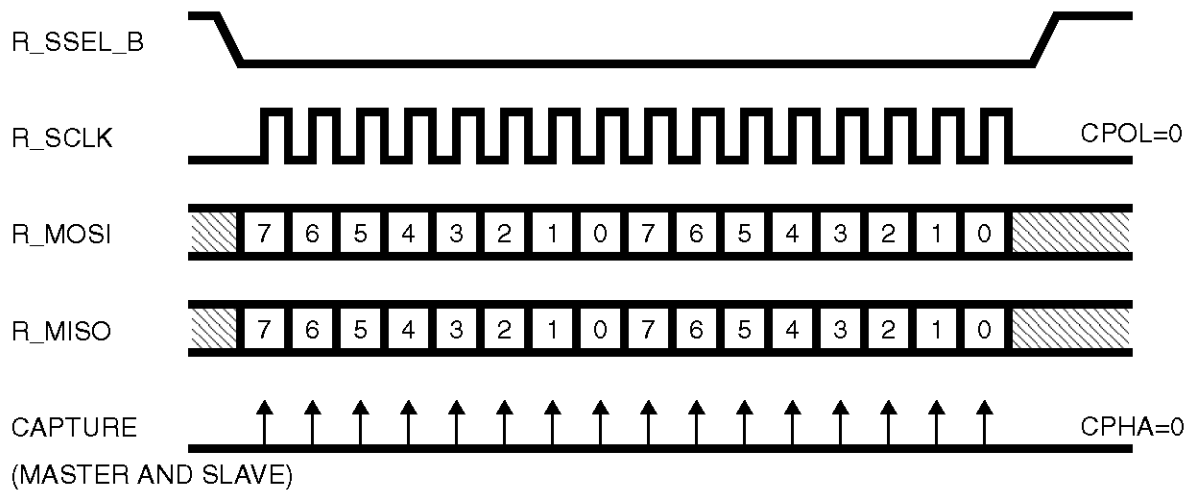 R_SSEL_B
R_SCLK CPOL=0
R_MOSI 7 6 5 4 3 2 1 0 7 6 5 4 3 2 1 0
R_MISO 7 6 5 4 3 2 1 0 7 6 5 4 3 2 1 0
CAPTURE CPHA=0
(MASTER AND SLAVE)